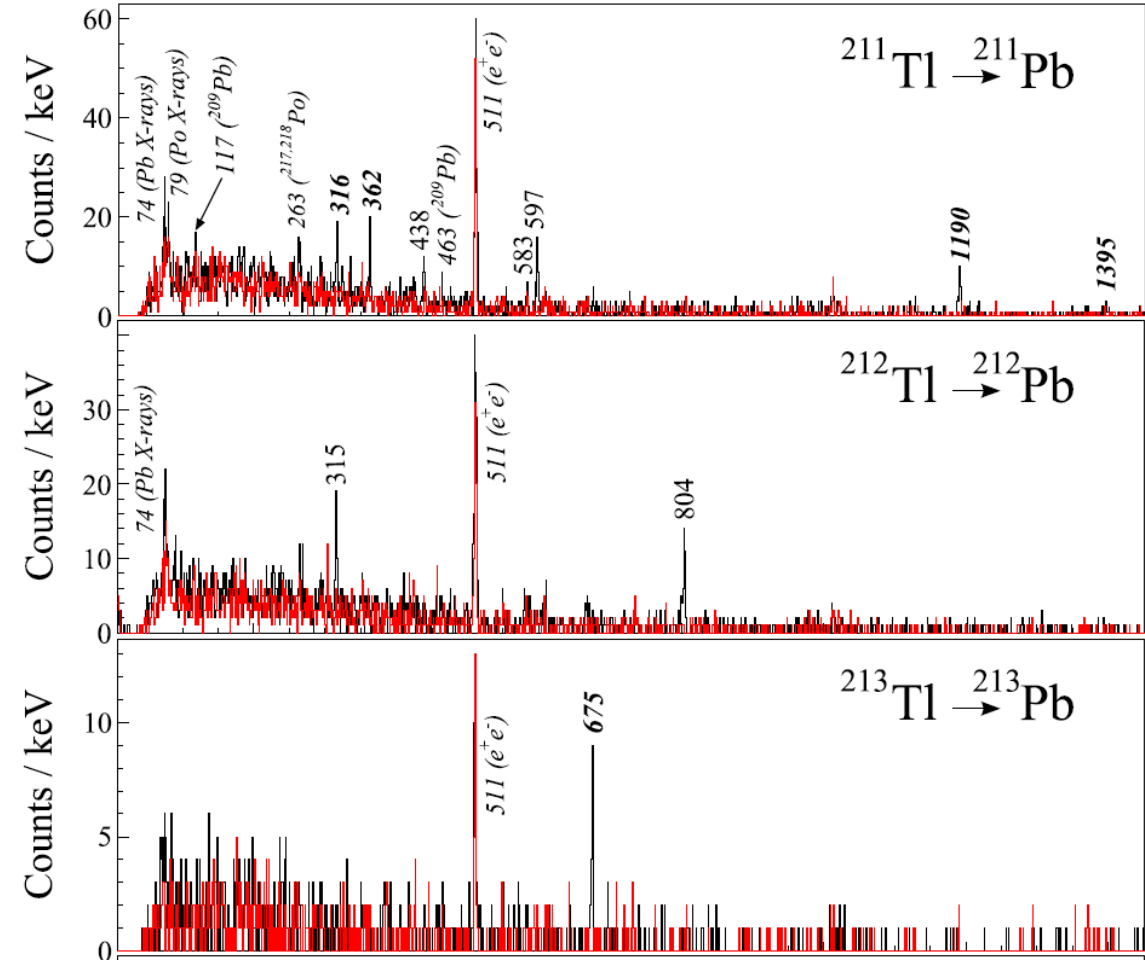 Counts / keV
60
40
20
0
74 (Pb X-rays)
79 (Po X-rays)
117 (²⁰⁹Pb)
263 (²¹⁷,²¹⁸Po)
316
362
438
463 (²⁰⁹Pb)
511 (e⁺e⁻)
583
597
1190
1395
²¹¹Tl → ²¹¹Pb
Counts / keV
30
20
10
0
74 (Pb X-rays)
315
511 (e⁺e⁻)
804
²¹²Tl → ²¹²Pb
Counts / keV
10
5
0
511 (e⁺e⁻)
675
²¹³Tl → ²¹³Pb